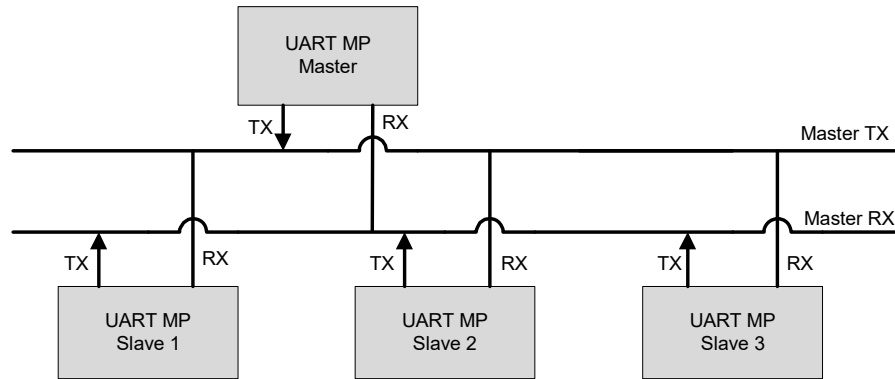 UART MP
Master
TX
RX
Master TX
Master RX
TX
RX
TX
RX
TX
RX
UART MP
Slave 1
UART MP
Slave 2
UART MP
Slave 3